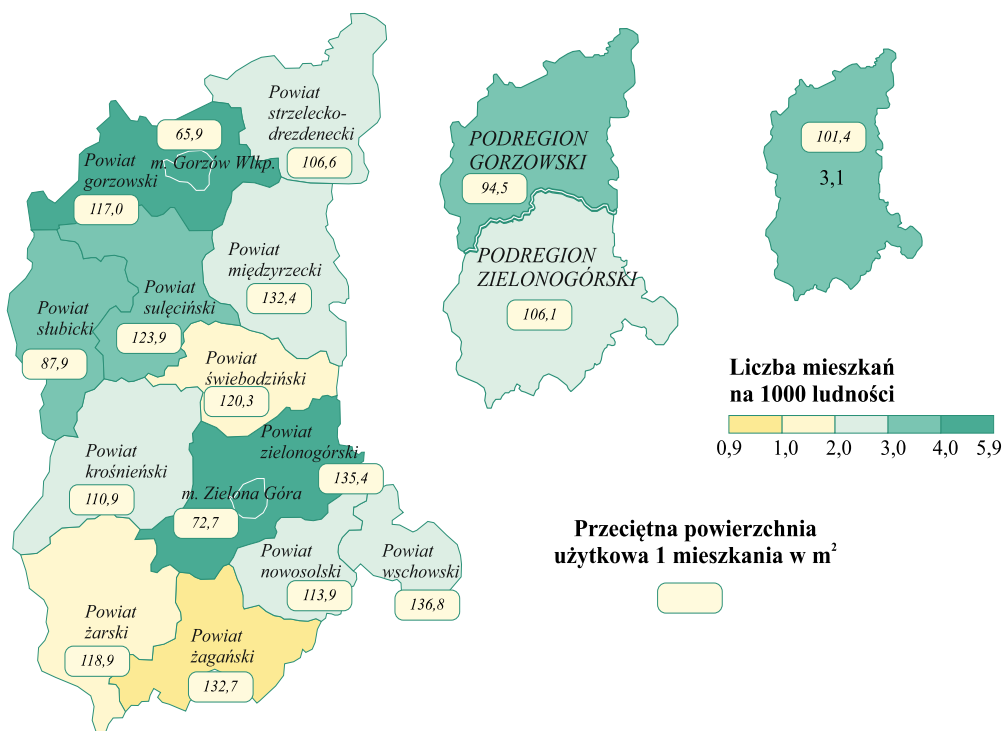 Powiat
strzelecko-
drezdenecki
106,6
65,9
m. Gorzów Wlkp.
Powiat
gorzowski
117,0
Powiat
międzyrzecki
132,4
Powiat
sulęciński
123,9
Powiat
słubicki
87,9
Powiat
świebodziński
120,3
Powiat
zielonogórski
135,4
Powiat
krośnieński
110,9
m. Zielona Góra
72,7
Powiat
nowosolski
113,9
Powiat
wschowski
136,8
Powiat
żarski
118,9
Powiat
żagański
132,7
PODREGION
GORZOWSKI
94,5
PODREGION
ZIELONOGÓRSKI
106,1
101,4
3,1
Liczba mieszkań
na 1000 ludności
0,9 1,0 2,0 3,0 4,0 5,9
Przeciętna powierzchnia
użytkowa 1 mieszkania w m²